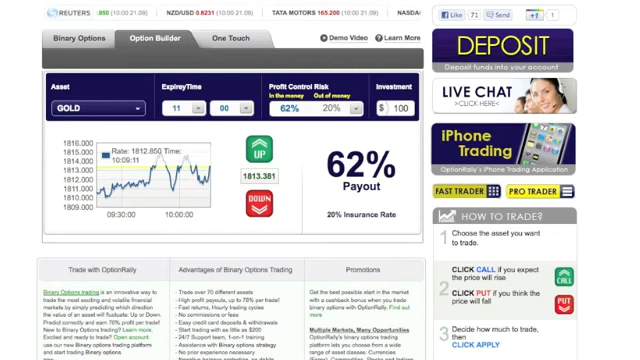 REUTERS .950 (10:00 21.09) NZD/USD 0.8231 (10:00 21.09) TATA MOTORS 165.200 (10:00 21.09) NASDA
Like 71 Send +1
Binary Options Option Builder One Touch Demo Video Learn More
Asset ExpiryTime Profit Control Risk Investment
In the money Out of money
GOLD 11 00 62% 20% $ 100
1816.000
1815.000
1814.000
1813.000
1812.000
1811.000
1810.000
1809.000
Rate: 1812.850 Time:
10:09:11
09:30:00 10:00:00
UP
1813.381
DOWN
62%
Payout
20% Insurance Rate
DEPOSIT
Deposit funds into your account
LIVE CHAT
>CLICK HERE<
iPhone
Trading
OptionRally's iPhone Trading Application
FAST TRADER PRO TRADER
HOW TO TRADE?
1 Choose the asset you want
to trade.
2 CLICK CALL if you expect
the price will rise
CLICK PUT if you think the
price will fall
CALL
PUT
3 Decide how much to trade,
then
CLICK APPLY
Trade with OptionRally
Binary Options trading is an innovative way to
trade the most exciting and volatile financial
markets by simply predicting which direction
the value of an asset will fluctuate: Up or Down.
Predict correctly and earn 70% profit per trade!
New to Binary Options trading? Learn more.
Excited and ready to trade? Open account
use our new Binary Options trading platform
and start trading Binary Options now
Advantages of Binary Options Trading
Trade over 70 different assets
High profit payouts, up to 70% per trade!
Fast returns, Hourly trading cycles
No commissions or fees
Easy credit card deposits & withdrawals
Start trading with as little as $200
24/7 Support team, 1-on-1 training
Assistance with Binary Options strategy
No prior experience necessary
Promotions
Get the best possible start in the market
with a cashback bonus when you trade
binary options with OptionRally. Find out
more
Multiple Markets, Many Opportunities
OptionRally's binary Options trading
platform lets you choose from a wide
range of asset classes: Currencies